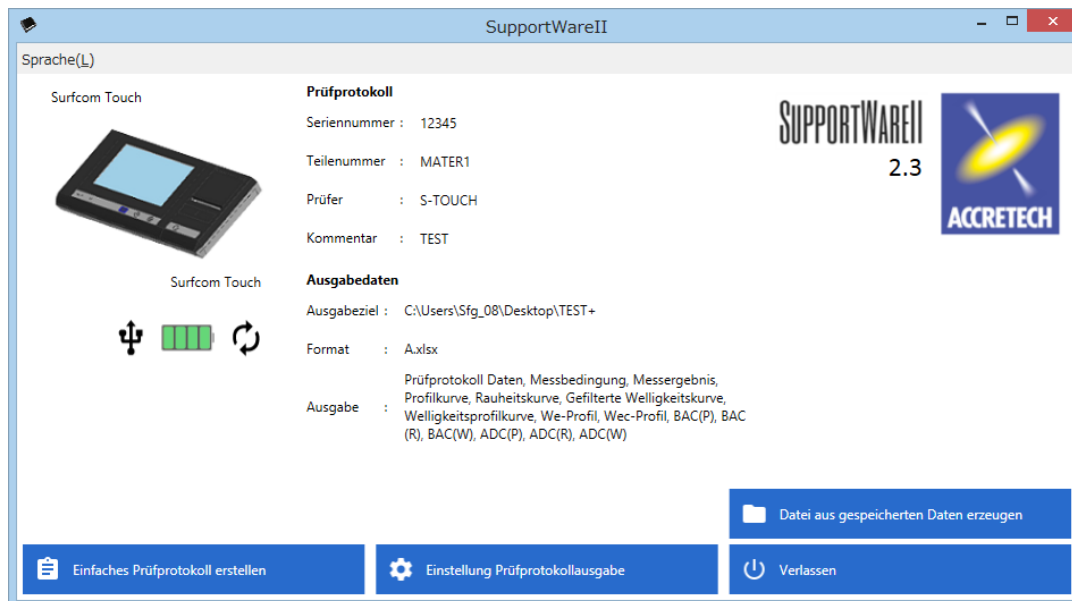 SupportWareII
Sprache(L)
Surfcom Touch
Prüfprotokoll
Seriennummer : 12345
Teilenummer : MATER1
Prüfer : S-TOUCH
Kommentar : TEST
SUPPORTWAREII
2.3
ACCRETECH
Surfcom Touch
Ausgabedaten
Ausgabeziel : C:\Users\Sfg_08\Desktop\TEST+
Format : A.xlsx
Ausgabe :
Prüfprotokoll Daten, Messbedingung, Messergebnis,
Profilkurve, Rauheitskurve, Gefilterte Welligkeitskurve,
Welligkeitsprofilkurve, We-Profil, Wec-Profil, BAC(P), BAC
(R), BAC(W), ADC(P), ADC(R), ADC(W)
Datei aus gespeicherten Daten erzeugen
Einfaches Prüfprotokoll erstellen
Einstellung Prüfprotokollausgabe
Verlassen